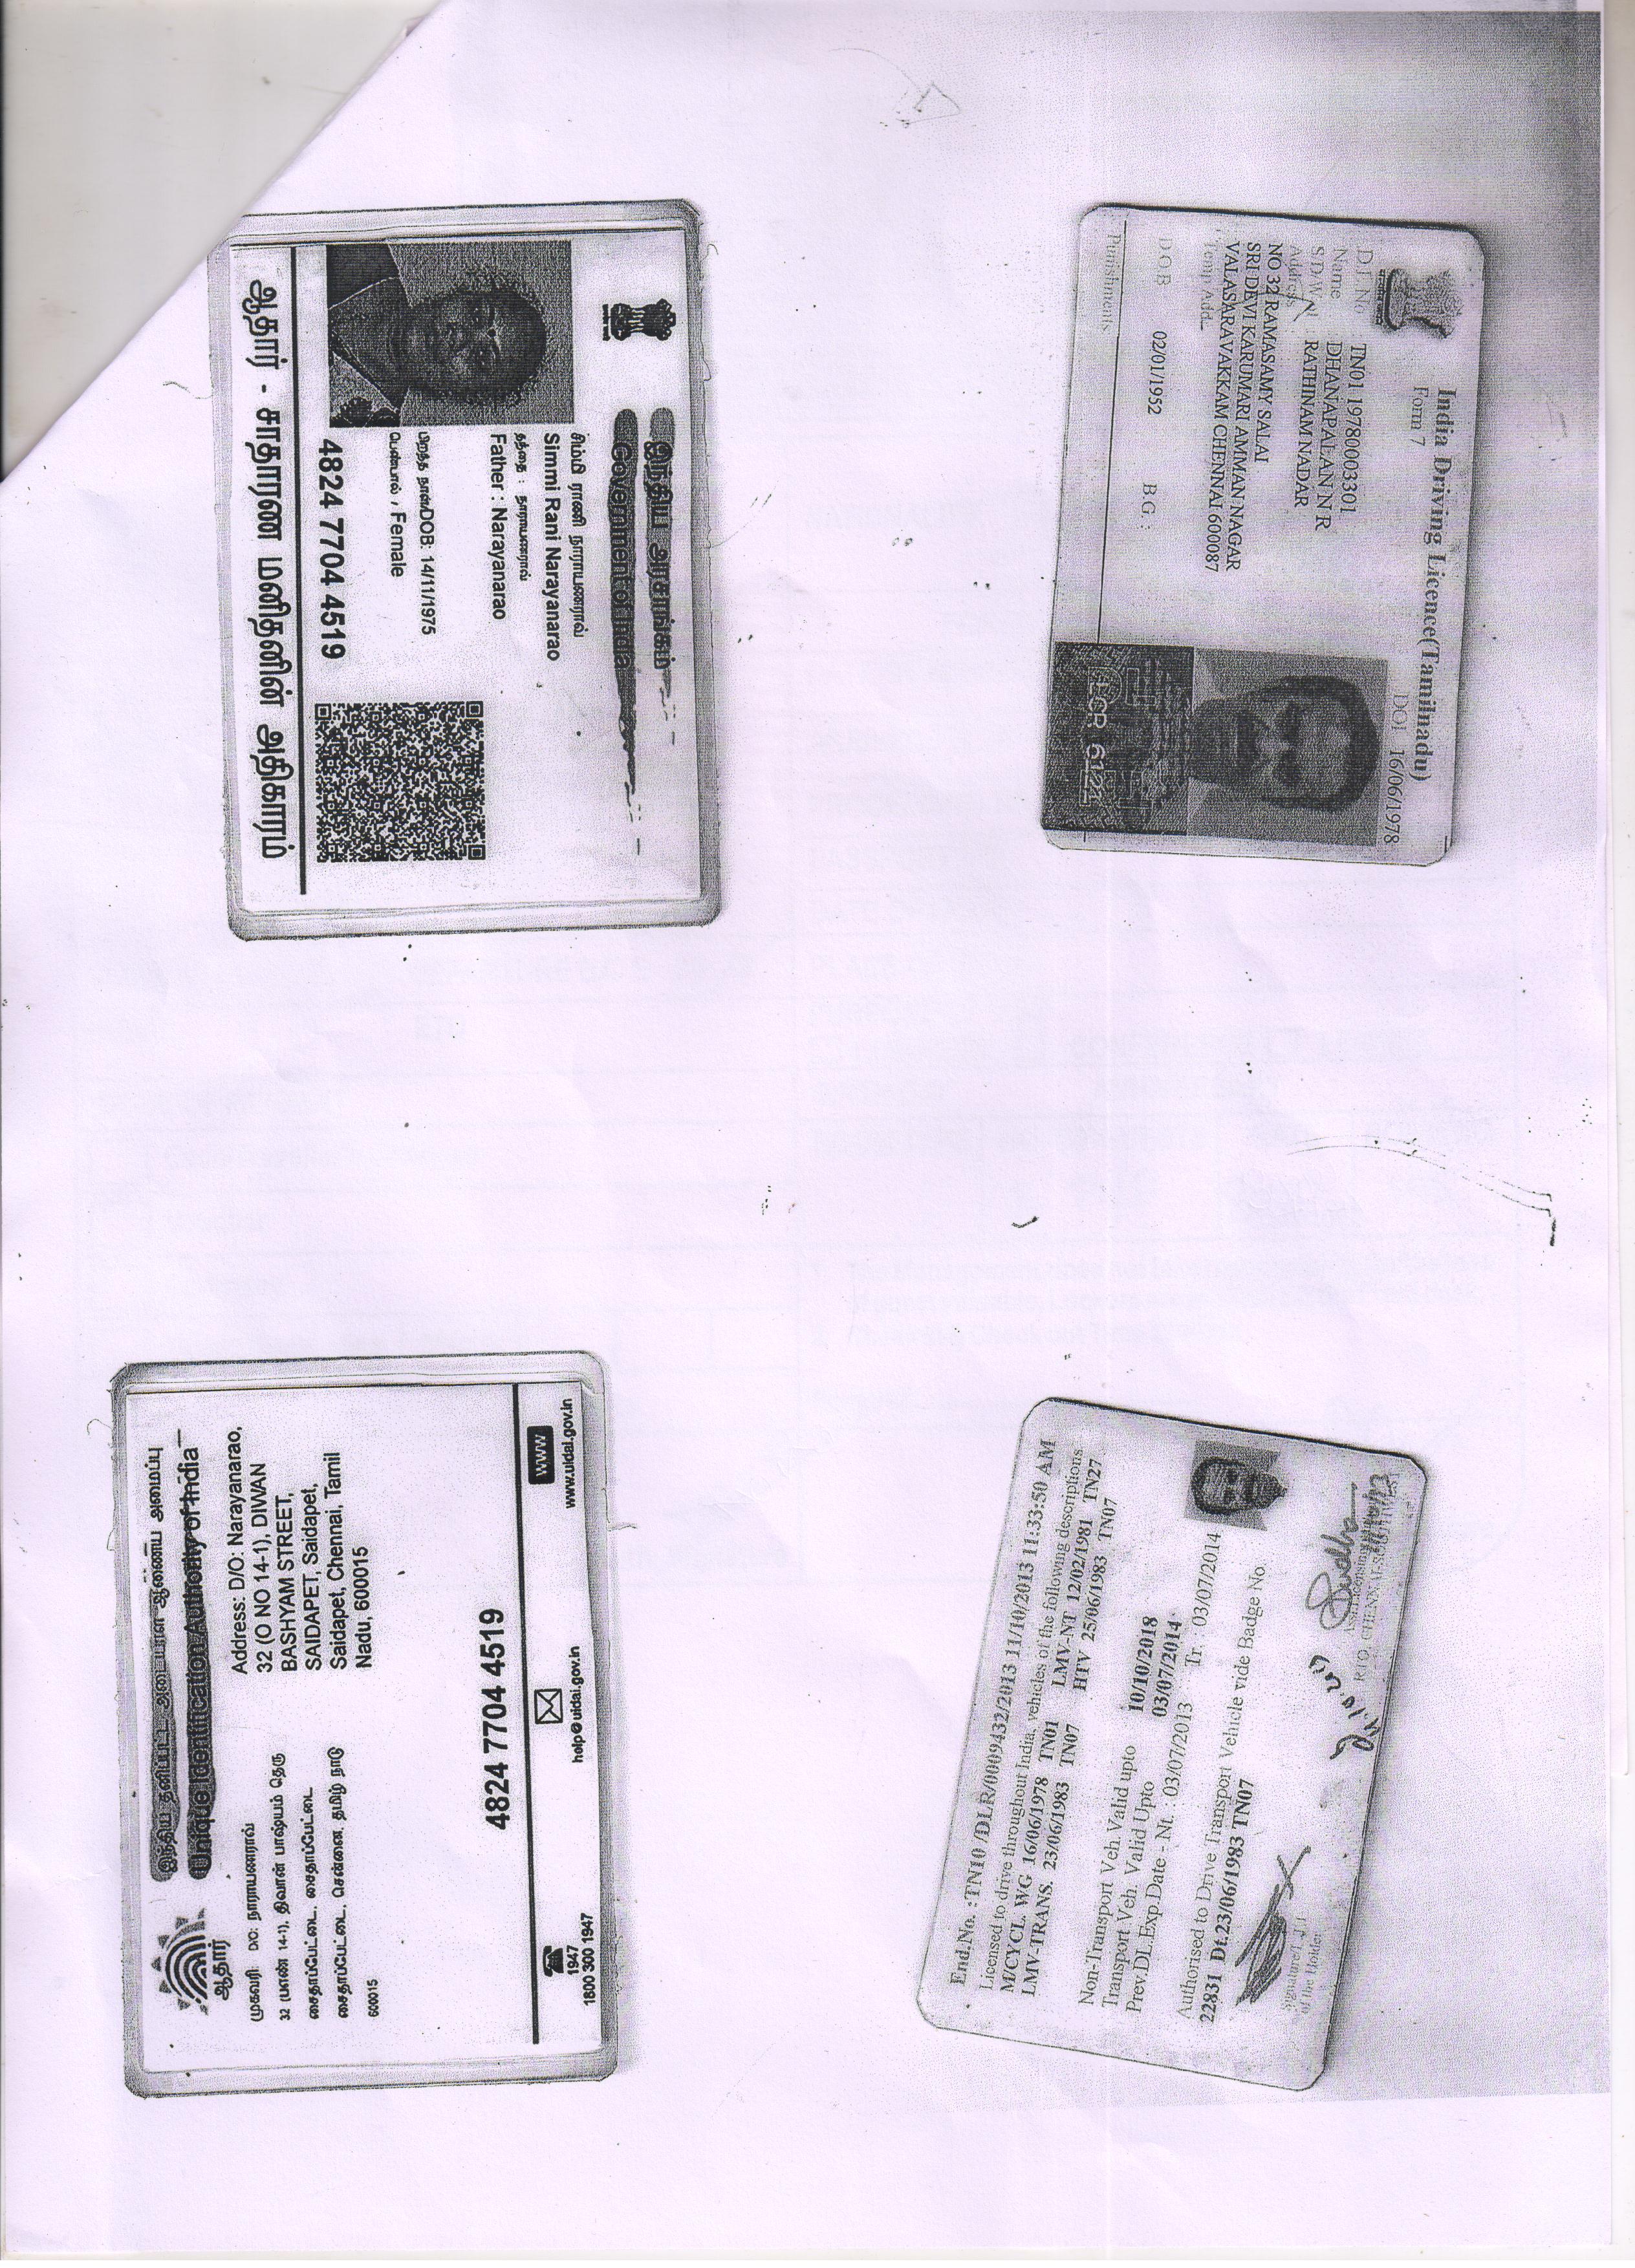 India Driving Licence(Tamilnadu)
Form 7
DOI 16/06/1978
D.L.No TN01 19780003301
Name DHANAPALAN N R
S/D/W RATHINAM NADAR
Address
NO 32 RAMASAMY SALAI
SRI DEVI KARUMARI AMMAN NAGAR
VALASARAVAKKAM CHENNAI 600087
Temp Add..
D.O.B 02/01/1952 B.G :
Punishments
இந்திய அரசாங்கம்
Government of India
சிம்மி ராணி நாராயணராவ்
Simmi Rani Narayanarao
தந்தை : நாராயணராவ்
Father : Narayanarao
பிறந்த நாள்/DOB: 14/11/1975
பெண்பால் / Female
4824 7704 4519
ஆதார் - சாதாரண மனிதனின் அதிகாரம்
End.No. : TN10 /DLR/0009432/2013 11/10/2013 11:33:50 AM
Licensed to drive throughout India, vehicles of the following descriptions
M/CYCL. WG 16/06/1978 TN01 LMV-NT 12/02/1981 TN27
LMV-TRANS. 23/06/1983 TN07 HTV 25/06/1983 TN07
Non-Transport Veh.Valid upto 10/10/2018
Transport Veh. Valid Upto 03/07/2014
Prev.DL Exp.Date - Nt. : 03/07/2013 Tr. 03/07/2014
Authorised to Drive Transport Vehicle vide Badge No.
22831 Dt.23/06/1983 TN07
Signature/L.T.I
of the Holder
இந்திய தனிப்பட்ட அடையாள ஆணைய அமைப்பு
Unique Identification Authority of India
ஆதார்
முகவரி: D/O: நாராயணராவ்
32 (பஎண் 14-1), திவான் பாஷ்யம் தெரு
சைதாப்பேட்டை, சைதாப்பேட்டை
சைதாப்பேட்டை, சென்னை, தமிழ் நாடு
600015
Address: D/O: Narayanarao,
32 (O NO 14-1), DIWAN
BASHYAM STREET,
SAIDAPET, Saidapet,
Saidapet, Chennai, Tamil
Nadu, 600015
4824 7704 4519
1947
1800 300 1947
help@uidai.gov.in
www
www.uidai.gov.in